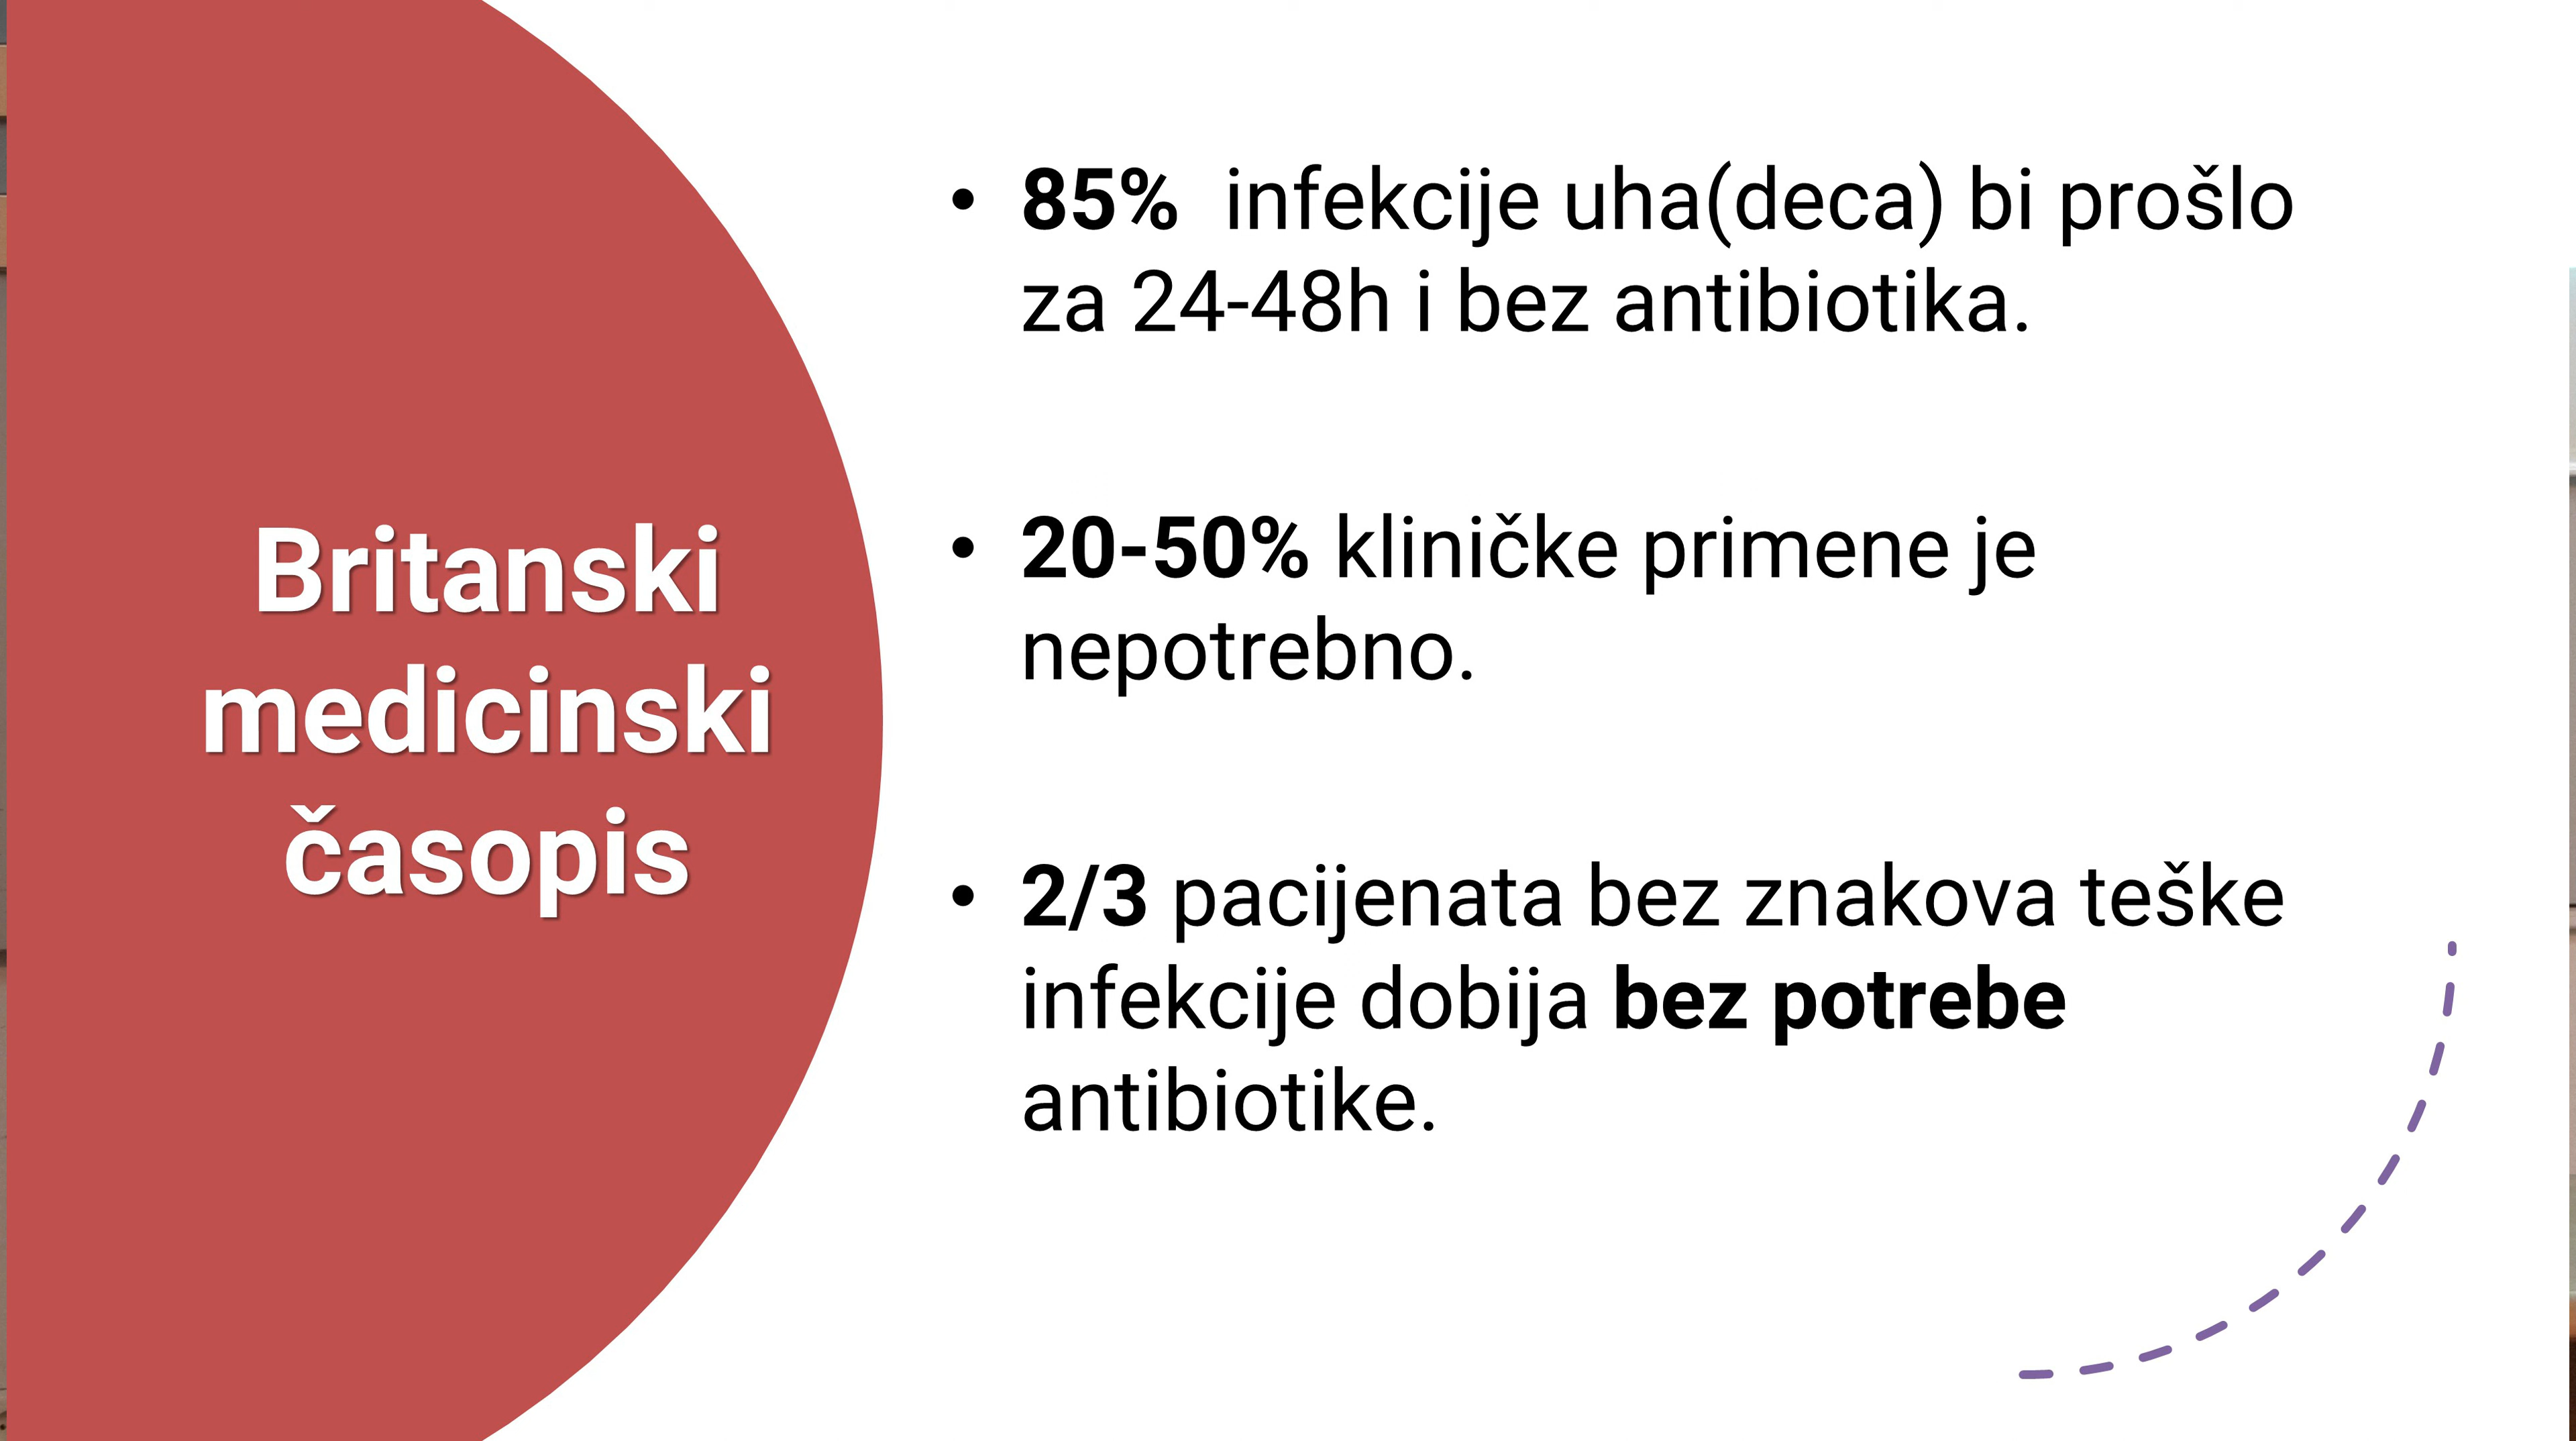 Britanski
medicinski
časopis
• 85%  infekcije uha(deca) bi prošlo
za 24-48h i bez antibiotika.
• 20-50% kliničke primene je
nepotrebno.
• 2/3 pacijenata bez znakova teške
infekcije dobija bez potrebe
antibiotike.